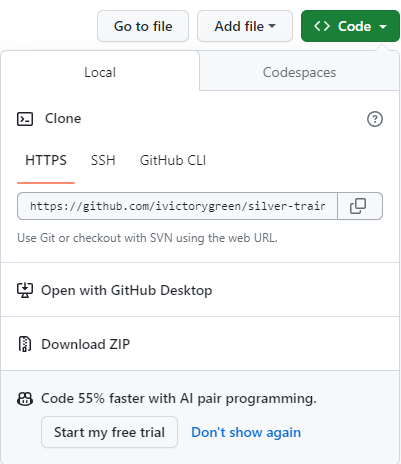 Go to file Add file <> Code
Local Codespaces
Clone
HTTPS SSH GitHub CLI
https://github.com/ivictorygreen/silver-train
Use Git or checkout with SVN using the web URL.
Open with GitHub Desktop
Download ZIP
Code 55% faster with AI pair programming.
Start my free trial Don't show again